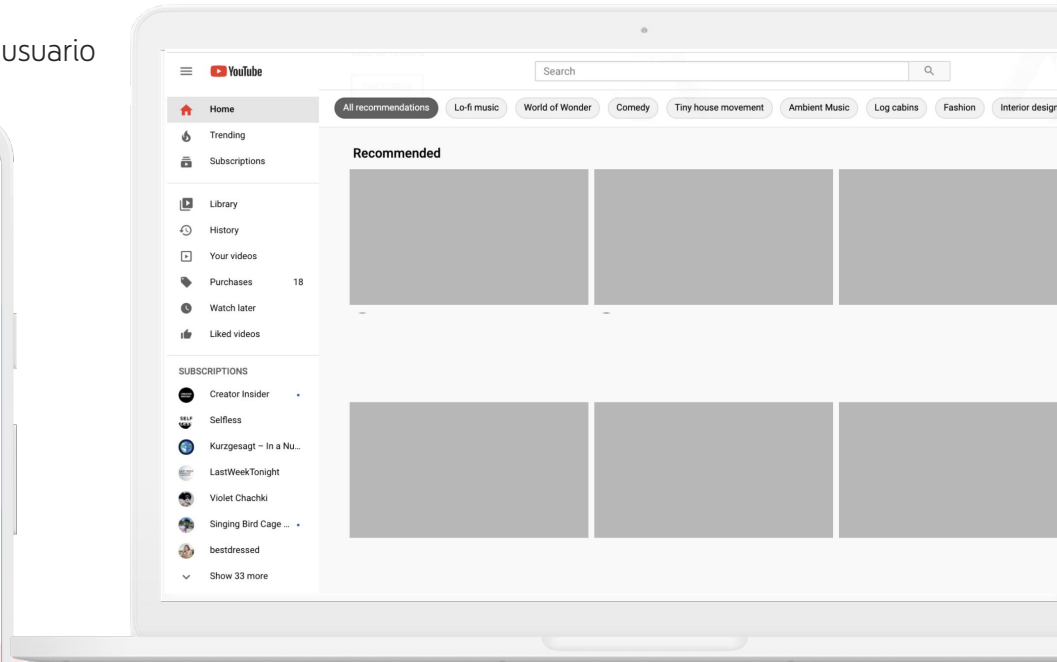 usuario
YouTube
Search
Home
Trending
Subscriptions
Library
History
Your videos
Purchases 18
Watch later
Liked videos
SUBSCRIPTIONS
Creator Insider
Selfless
Kurzgesagt – In a Nu...
LastWeekTonight
Violet Chachki
Singing Bird Cage ...
bestdressed
Show 33 more
All recommendations Lo-fi music World of Wonder Comedy Tiny house movement Ambient Music Log cabins Fashion Interior design
Recommended